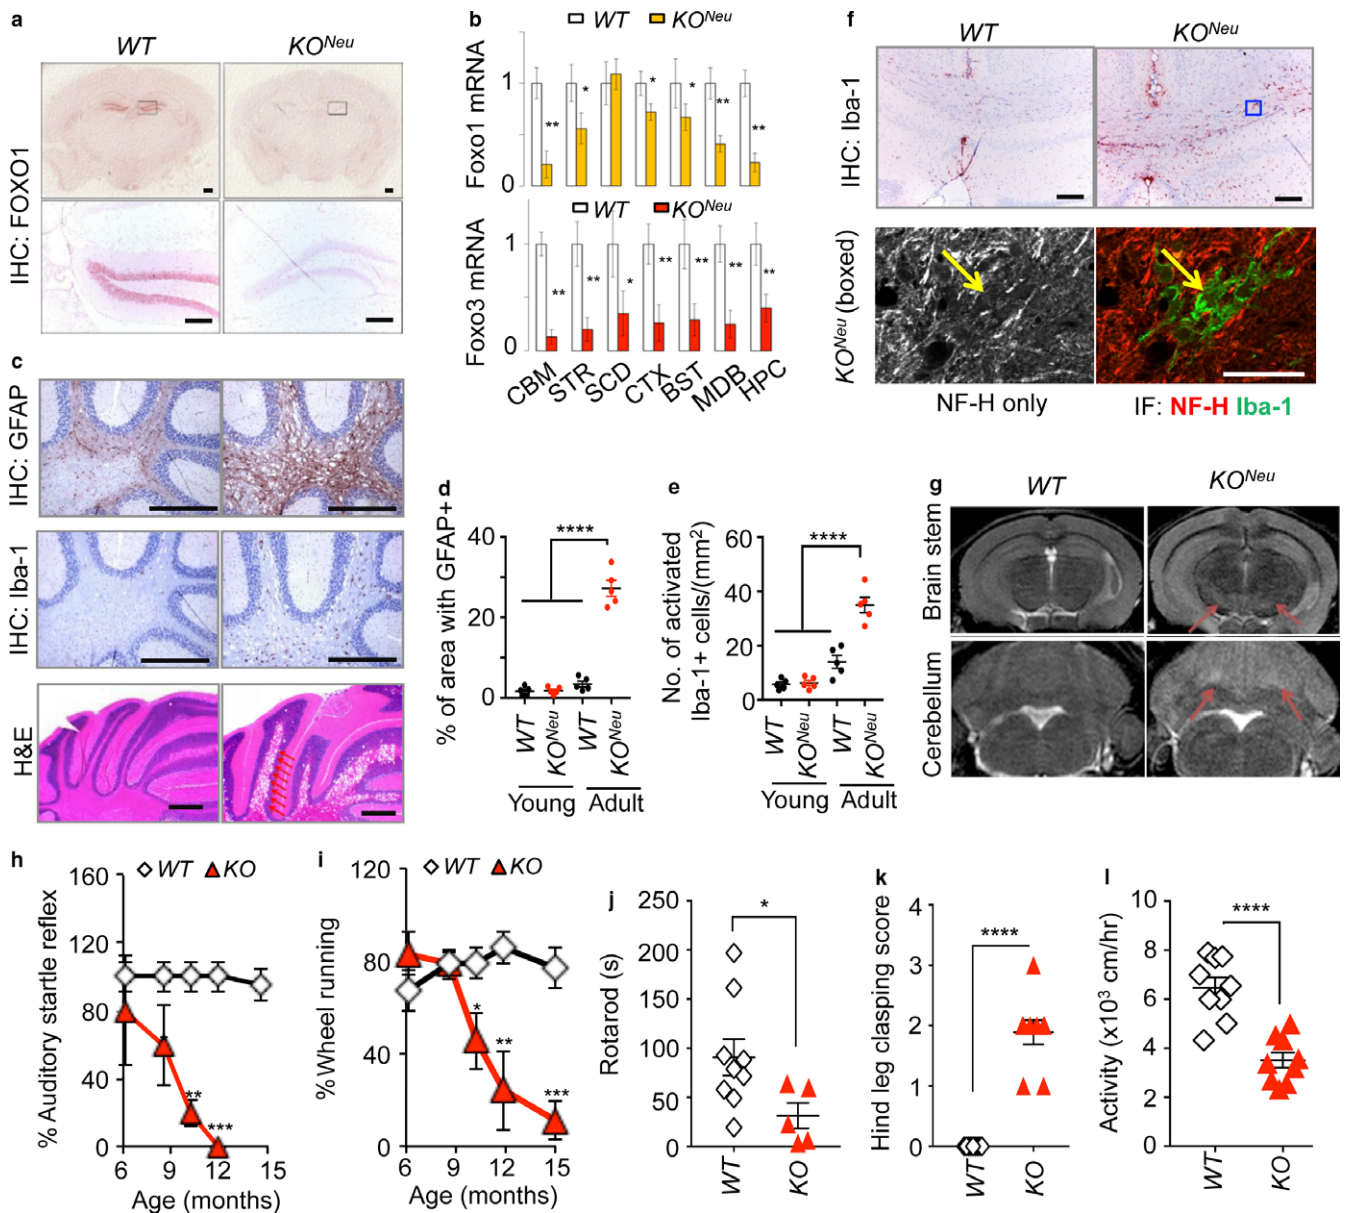 a
WT
KO^Neu
IHC: FOXO1
b
WT KO^Neu
Foxo1 mRNA
1
0
* * * ** ** **
WT KO^Neu
Foxo3 mRNA
1
0
** ** * ** ** ** **
CBM STR SCD CTX BST MDB HPC
c
IHC: GFAP
IHC: Iba-1
H&E
d
% of area with GFAP+
40
20
0
****
WT KO^Neu WT KO^Neu
Young Adult
e
No. of activated
Iba-1+ cells/(mm2)
60
40
20
0
****
WT KO^Neu WT KO^Neu
Young Adult
f
WT
KO^Neu
IHC: Iba-1
KO^Neu (boxed)
NF-H only
IF: NF-H Iba-1
g
WT
KO^Neu
Brain stem
Cerebellum
h
WT KO
% Auditory startle reflex
160
120
80
40
0
**
***
6 9 12 15
Age (months)
i
WT KO
%Wheel running
120
80
40
0
*
**
***
6 9 12 15
Age (months)
j
Rotarod (s)
250
200
150
100
50
0
*
WT KO
k
Hind leg clasping score
4
3
2
1
0
****
WT KO
l
Activity (x10³ cm/hr)
10
8
6
4
2
0
****
WT KO